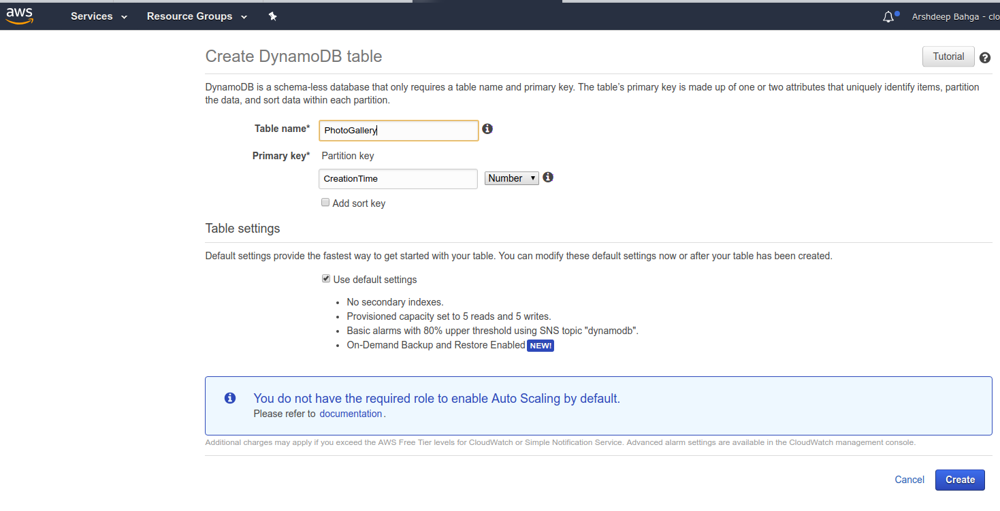 aws Services Resource Groups Arshdeep Bahga - clo
Create DynamoDB table Tutorial ?
DynamoDB is a schema-less database that only requires a table name and primary key. The table's primary key is made up of one or two attributes that uniquely identify items, partition
the data, and sort data within each partition.
Table name* PhotoGallery i
Primary key* Partition key
CreationTime Number i
Add sort key
Table settings
Default settings provide the fastest way to get started with your table. You can modify these default settings now or after your table has been created.
Use default settings
• No secondary indexes.
• Provisioned capacity set to 5 reads and 5 writes.
• Basic alarms with 80% upper threshold using SNS topic "dynamodb".
• On-Demand Backup and Restore Enabled NEW!
i You do not have the required role to enable Auto Scaling by default.
Please refer to documentation.
Additional charges may apply if you exceed the AWS Free Tier levels for CloudWatch or Simple Notification Service. Advanced alarm settings are available in the CloudWatch management console.
Cancel Create